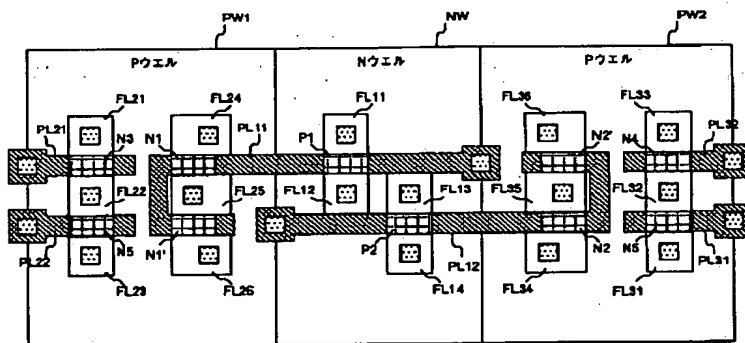 PW1 NW PW2
Pウエル Nウエル Pウエル
FL21 FL24 FL11 FL36 FL33
PL21 N3 N1 PL11 P1 N2' N4 PL32
FL22 FL25 FL12 FL13 FL35 FL32
PL22 N5 N1' P2 PL12 N2 N5 PL31
FL23 FL26 FL14 FL34 FL31